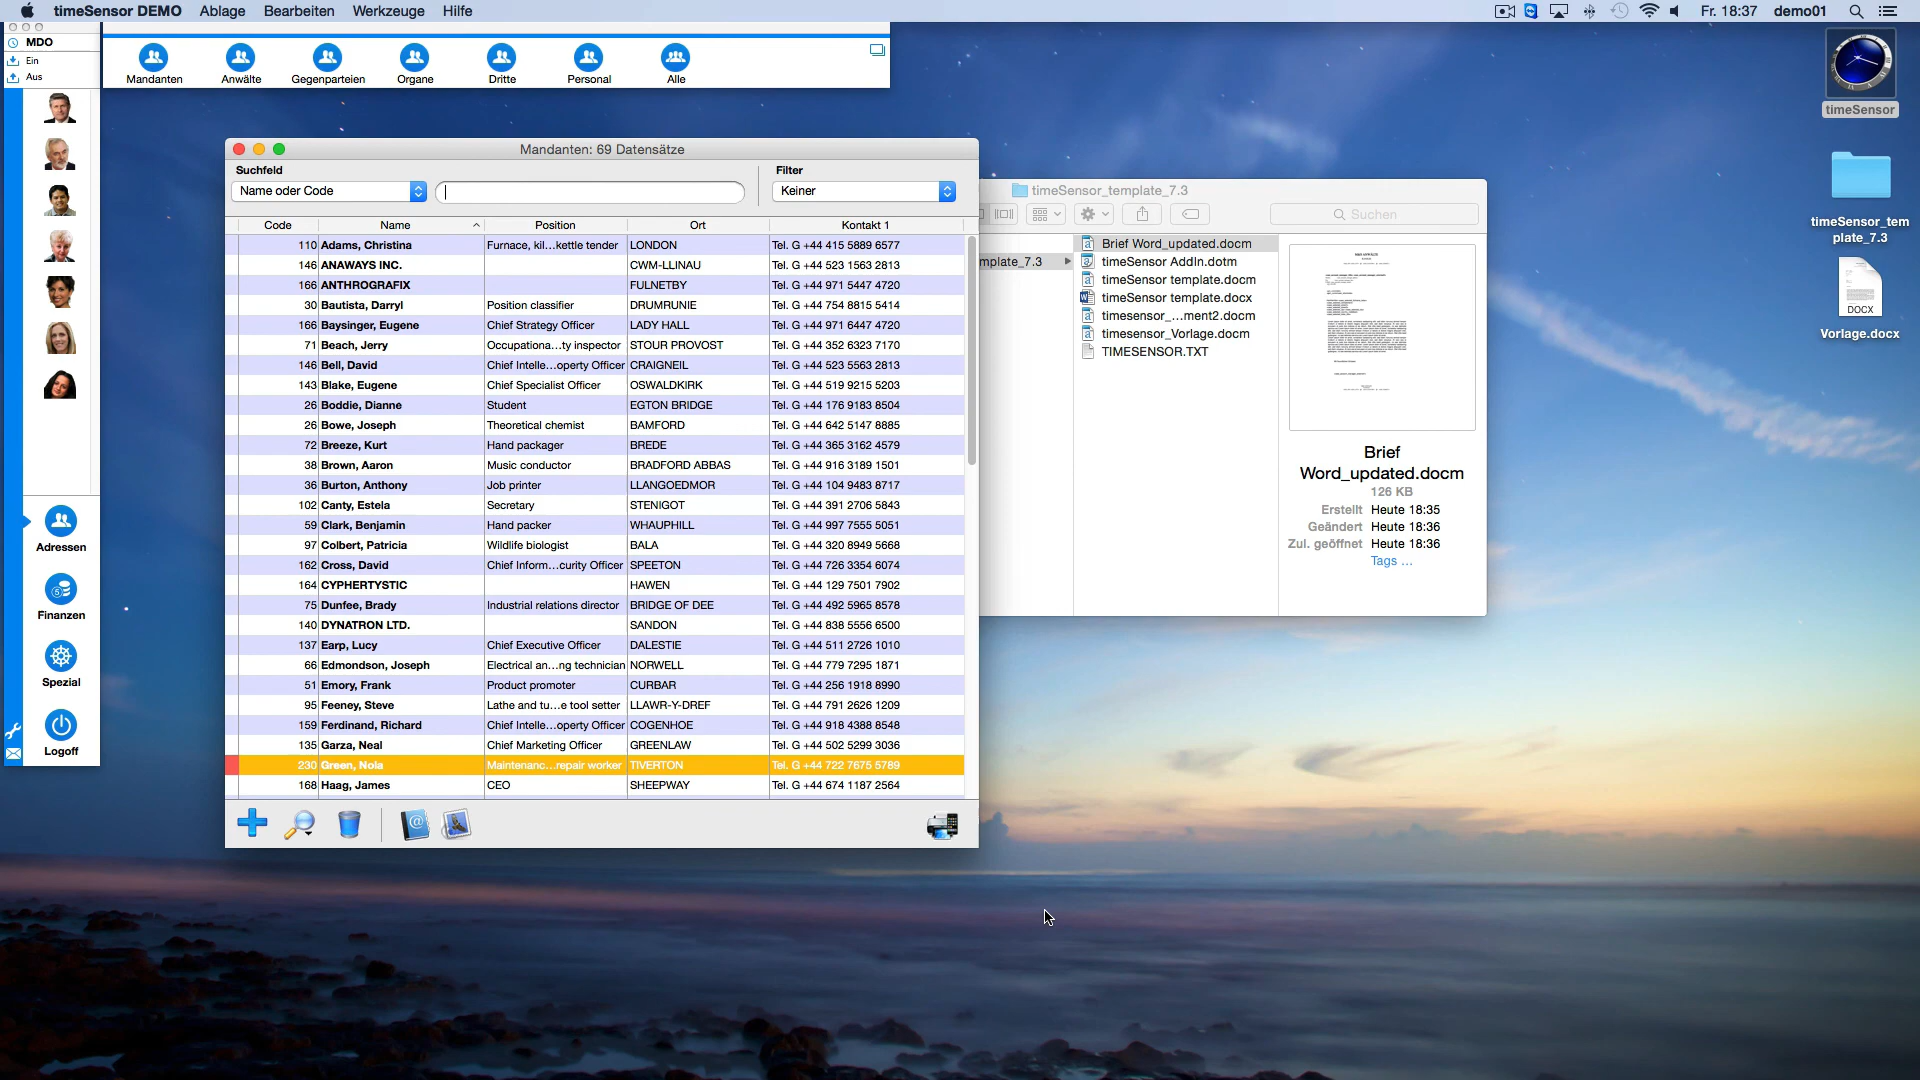 timeSensor DEMO Ablage Bearbeiten Werkzeuge Hilfe Fr. 18:37 demo01
MDO
Ein
Aus
Mandanten Anwälte Gegenparteien Organe Dritte Personal Alle
Adressen
Finanzen
Spezial
Logoff
Mandanten: 69 Datensätze
Suchfeld Filter
Name oder Code Keiner
Code Name Position Ort Kontakt 1
110 Adams, Christina Furnace, kil...kettle tender LONDON Tel. G +44 415 5889 6577
146 ANAWAYS INC. CWM-LLINAU Tel. G +44 523 1563 2813
166 ANTHROGRAFIX FULNETBY Tel. G +44 971 5447 4720
30 Bautista, Darryl Position classifier DRUMRUNIE Tel. G +44 754 8815 5414
166 Baysinger, Eugene Chief Strategy Officer LADY HALL Tel. G +44 971 6447 4720
71 Beach, Jerry Occupationa...ty inspector STOUR PROVOST Tel. G +44 352 6323 7170
146 Bell, David Chief Intelle...operty Officer CRAIGNEIL Tel. G +44 523 5563 2813
143 Blake, Eugene Chief Specialist Officer OSWALDKIRK Tel. G +44 519 9215 5203
26 Boddie, Dianne Student EGTON BRIDGE Tel. G +44 176 9183 8504
26 Bowe, Joseph Theoretical chemist BAMFORD Tel. G +44 642 5147 8885
72 Breeze, Kurt Hand packager BREDE Tel. G +44 365 3162 4579
38 Brown, Aaron Music conductor BRADFORD ABBAS Tel. G +44 916 3189 1501
36 Burton, Anthony Job printer LLANGOEDMOR Tel. G +44 104 9483 8717
102 Canty, Estela Secretary STENIGOT Tel. G +44 391 2706 5843
59 Clark, Benjamin Hand packer WHAUPHILL Tel. G +44 997 7555 5051
97 Colbert, Patricia Wildlife biologist BALA Tel. G +44 320 8949 5668
162 Cross, David Chief Inform...curity Officer SPEETON Tel. G +44 726 3354 6074
164 CYPHERTYSTIC HAWEN Tel. G +44 129 7501 7902
75 Dunfee, Brady Industrial relations director BRIDGE OF DEE Tel. G +44 492 5965 8578
140 DYNATRON LTD. SANDON Tel. G +44 838 5556 6500
137 Earp, Lucy Chief Executive Officer DALESTIE Tel. G +44 511 2726 1010
66 Edmondson, Joseph Electrical an...ng technician NORWELL Tel. G +44 779 7295 1871
51 Emory, Frank Product promoter CURBAR Tel. G +44 256 1918 8990
95 Feeney, Steve Lathe and tu...e tool setter LLAWR-Y-DREF Tel. G +44 791 2626 1209
159 Ferdinand, Richard Chief Intelle...operty Officer COGENHOE Tel. G +44 918 4388 8548
135 Garza, Neal Chief Marketing Officer GREENLAW Tel. G +44 502 5299 3036
230 Green, Nola Maintenanc...repair worker TIVERTON Tel. G +44 722 7675 5789
168 Haag, James CEO SHEEPWAY Tel. G +44 674 1187 2564
timeSensor_template_7.3
Suchen
mplate_7.3
Brief Word_updated.docm
timeSensor AddIn.dotm
timeSensor template.docm
timeSensor template.docx
timesensor_...ment2.docm
timesensor_Vorlage.docm
TIMESENSOR.TXT
Brief
Word_updated.docm
126 KB
Erstellt Heute 18:35
Geändert Heute 18:36
Zul. geöffnet Heute 18:36
Tags ...
timeSensor
timeSensor_tem
plate_7.3
DOCX
Vorlage.docx